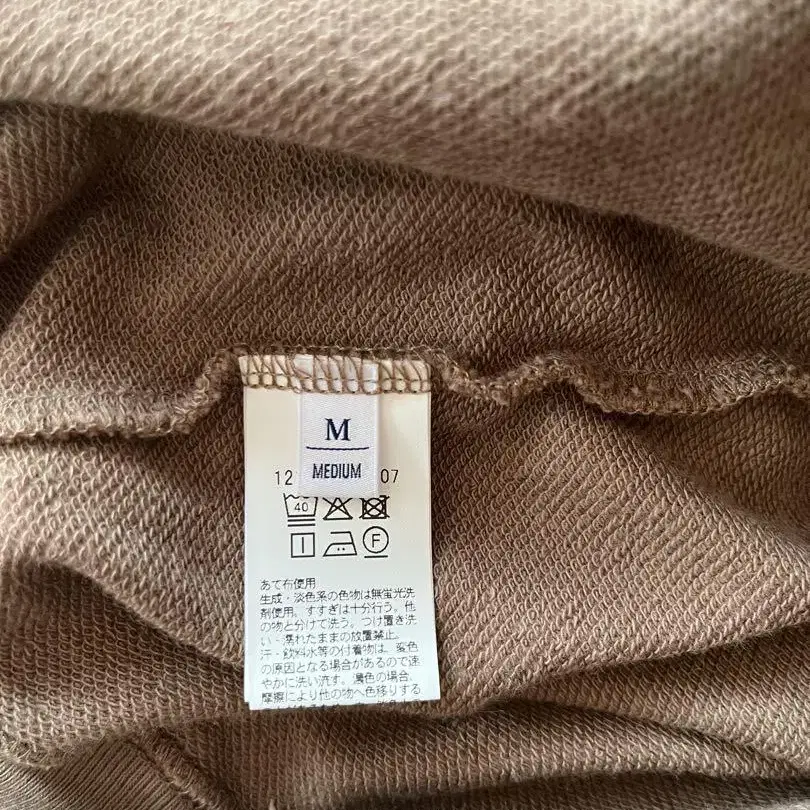 M
MEDIUM
12 07
40
F
あて布使用
生成・淡色系の色物は無蛍光洗
剤使用。すすぎは十分行う。他
の物と分けて洗う。つけ置き洗
い・濡れたままの放置禁止。
汗・飲料水等の付着物は、変色
の原因となる場合があるので速
やかに洗い流す。濃色の場合、
摩擦により他の物へ色移りする